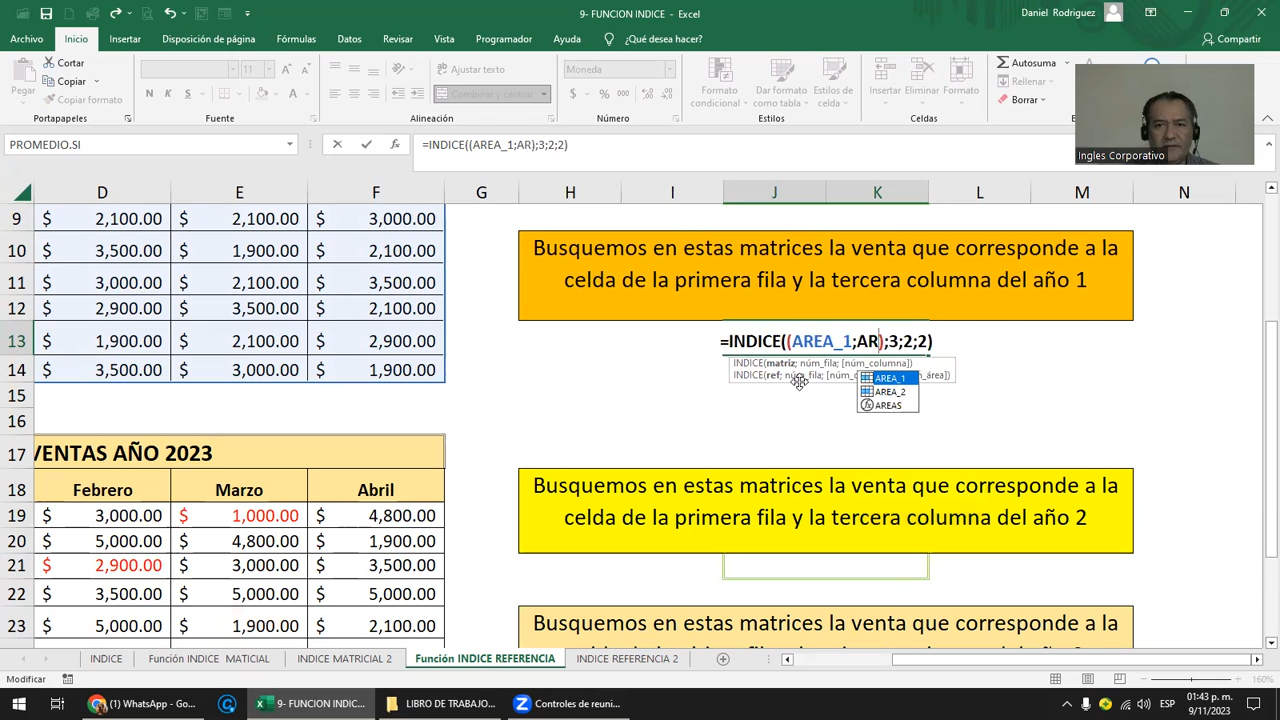 9- FUNCION INDICE - Excel
Daniel Rodriguez
Archivo Inicio Insertar Disposición de página Fórmulas Datos Revisar Vista Programador Ayuda ¿Qué desea hacer? Compartir
Pegar
Cortar
Copiar
Copiar formato
11
N K S
Ajustar texto
Combinar y centrar
Moneda
$ % 000
Formato condicional
Dar formato como tabla
Estilos de celda
Insertar
Eliminar
Formato
Autosuma
Rellenar
Borrar
Portapapeles Fuente Alineación Número Estilos Celdas
Ingles Corporativo
PROMEDIO.SI =INDICE((AREA_1;AR);3;2;2)
D E F G H I J K L M N
9 $ 2,100.00 $ 2,100.00 $ 3,000.00
10 $ 3,500.00 $ 1,900.00 $ 2,100.00
11 $ 3,000.00 $ 2,100.00 $ 3,500.00
12 $ 2,900.00 $ 3,500.00 $ 2,100.00
13 $ 1,900.00 $ 2,100.00 $ 2,900.00
14 $ 3,500.00 $ 3,000.00 $ 1,900.00
15
16
17 VENTAS AÑO 2023
18 Febrero Marzo Abril
19 $ 3,000.00 $ 1,000.00 $ 4,800.00
20 $ 5,000.00 $ 4,800.00 $ 1,900.00
21 $ 2,900.00 $ 3,000.00 $ 3,500.00
22 $ 3,500.00 $ 5,000.00 $ 5,000.00
23 $ 5,000.00 $ 1,900.00 $ 2,100.00
Busquemos en estas matrices la venta que corresponde a la
celda de la primera fila y la tercera columna del año 1
=INDICE((AREA_1;AR);3;2;2)
INDICE(matriz; núm_fila; [núm_columna])
INDICE(ref; núm_fila; [núm_c
m_área])
AREA_1
AREA_2
AREAS
Busquemos en estas matrices la venta que corresponde a la
celda de la primera fila y la tercera columna del año 2
Busquemos en estas matrices la venta que corresponde a la
INDICE Función INDICE MATICIAL INDICE MATRICIAL 2 Función INDICE REFERENCIA INDICE REFERENCIA 2
Modificar 160%
(1) WhatsApp - Go... 9- FUNCION INDIC... LIBRO DE TRABAJO... Controles de reuni...
ESP
01:43 p. m.
9/11/2023